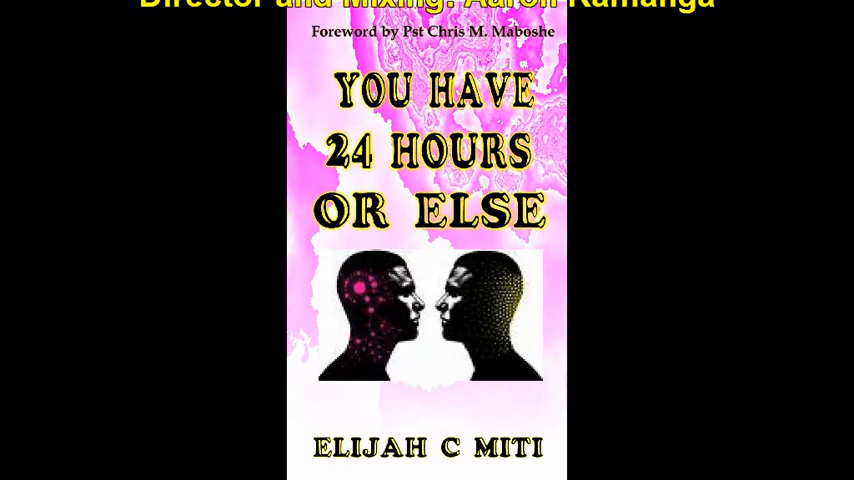 Director and Mixing: Aaron Kamanga
Foreword by Pst Chris M. Maboshe
YOU HAVE
24 HOURS
OR ELSE
ELIJAH C MITI